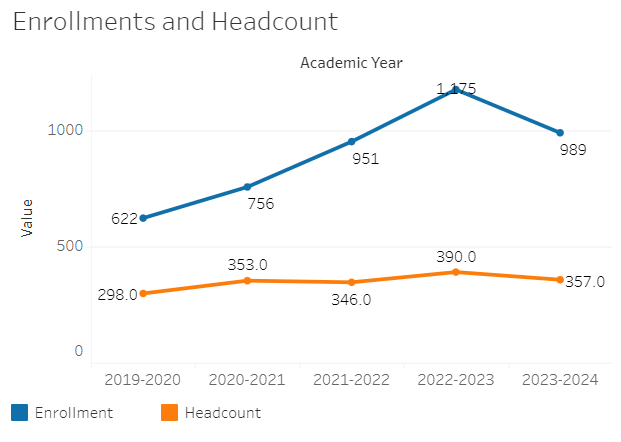 Enrollments and Headcount
Academic Year
1,175
1000
989
951
756
Value
622
500
390.0
353.0
357.0
298.0
346.0
0
2019-2020 2020-2021 2021-2022 2022-2023 2023-2024
Enrollment Headcount